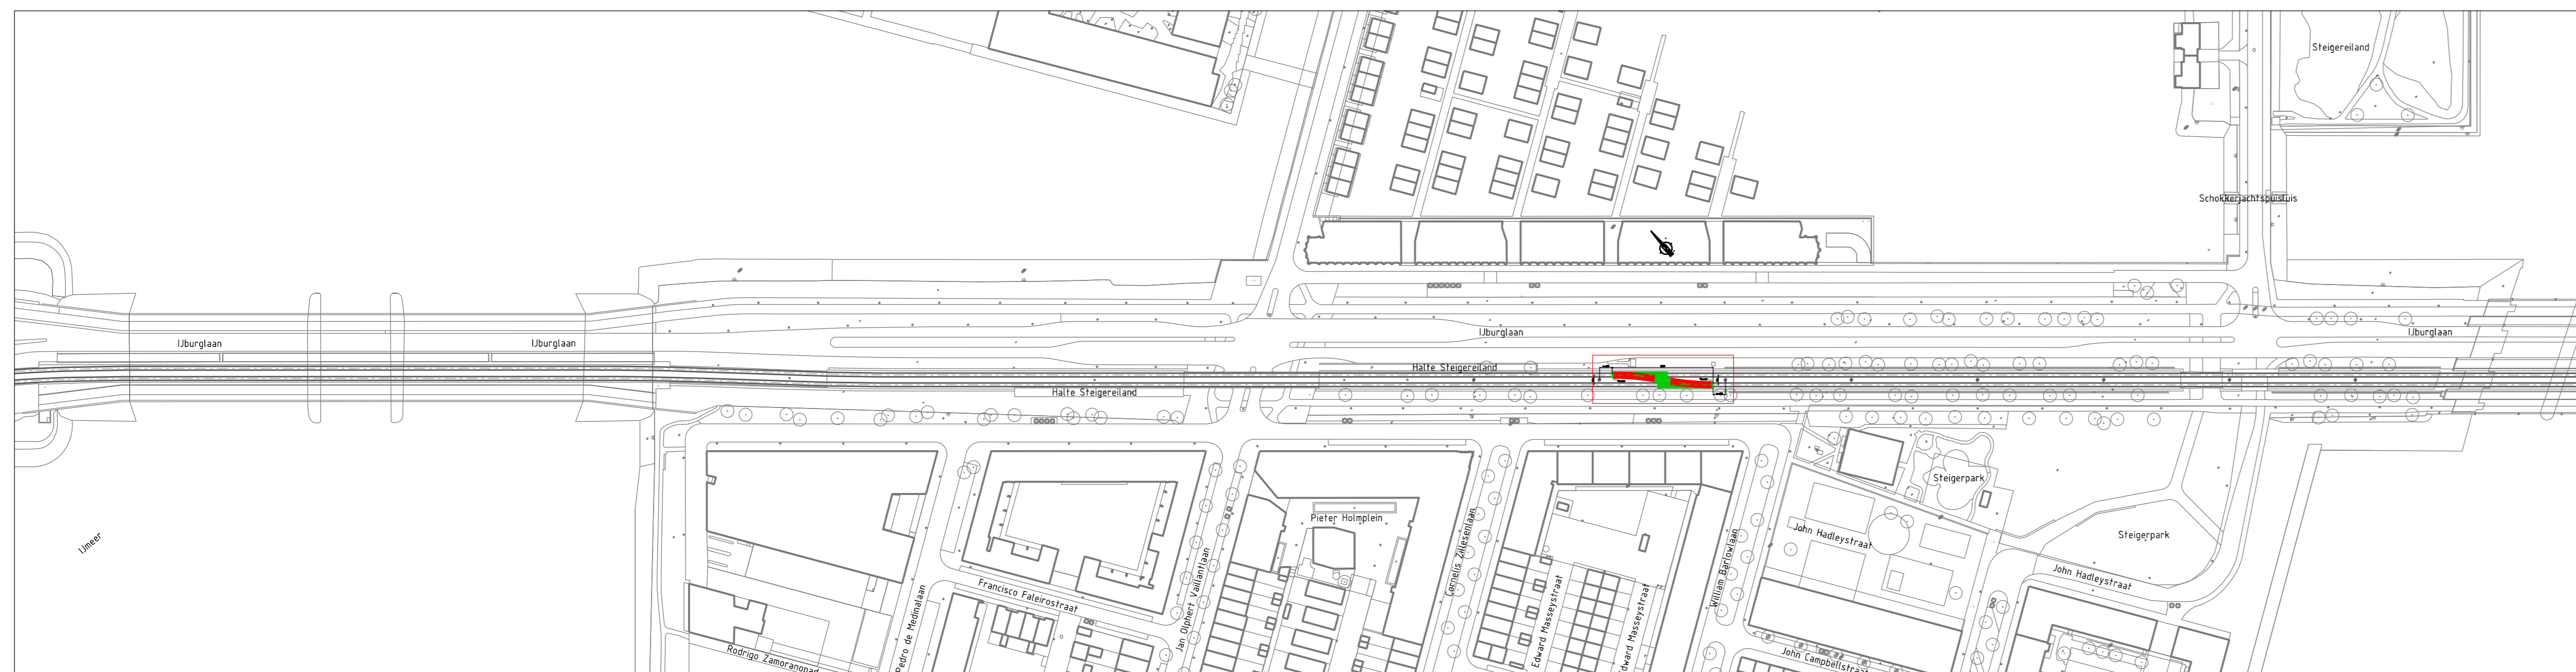 Steigereiland
Schokkerjachtspuisluis
IJburglaan
IJburglaan
IJburglaan
IJburglaan
Halte Steigereiland
Halte Steigereiland
Steigerpark
Pieter Holmplein
IJmeer
John Hadleystraat
Steigerpark
Cornelis Zillesenlaan
William Barlowlaan
Francisco Faleirostraat
Jan Olphert Vaillantlaan
John Hadleystraat
Pedro de Medinalaan
Edward Masseystraat
Edward Masseystraat
Rodrigo Zamoranopad
John Campbellstraat